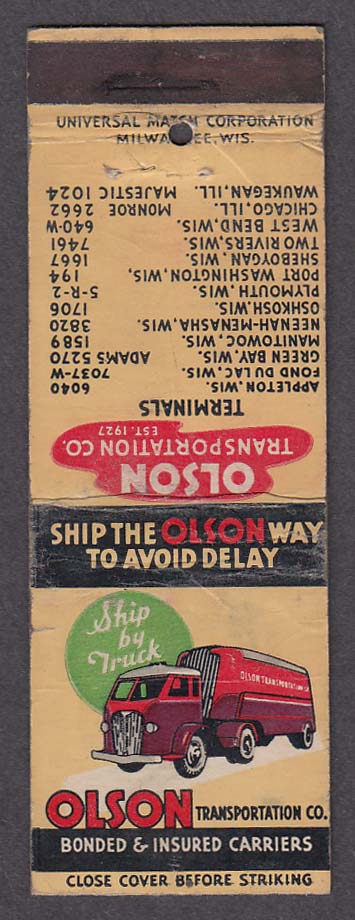 UNIVERSAL MATCH CORPORATION
MILWAUKEE, WIS.
OLSON
TRANSPORTATION CO.
EST. 1927
TERMINALS
APPLETON, WIS. 6040
FOND DU LAC, WIS. 7037-W
GREEN BAY, WIS. ADAMS 5270
MANITOWOC, WIS. 1589
NEENAH-MENASHA, WIS. 3820
OSHKOSH, WIS. 1706
PLYMOUTH, WIS. 5-R-2
PORT WASHINGTON, WIS. 194
SHEBOYGAN, WIS. 1667
TWO RIVERS, WIS. 7461
WEST BEND, WIS. 640-W
CHICAGO, ILL. MONROE 2662
WAUKEGAN, ILL. MAJESTIC 1024
SHIP THE OLSON WAY
TO AVOID DELAY
Ship
by
Truck
OLSON TRANSPORTATION CO.
OLSON TRANSPORTATION CO.
BONDED & INSURED CARRIERS
CLOSE COVER BEFORE STRIKING